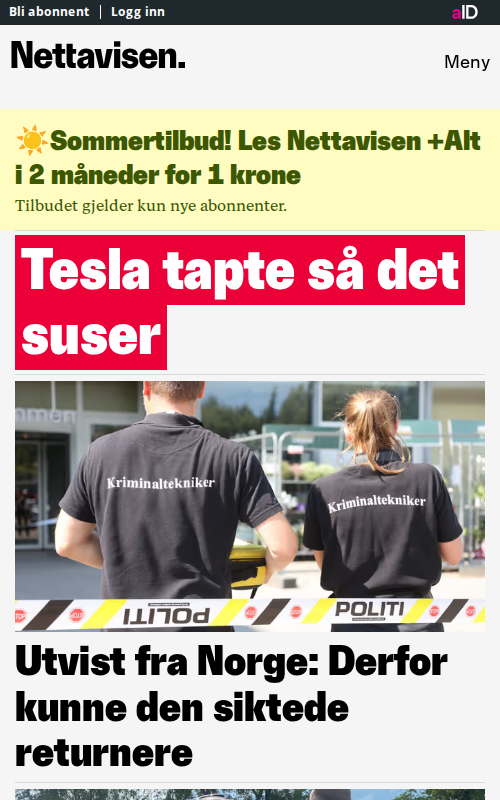 Bli abonnent Logg inn aID
Nettavisen.
Meny
☀️Sommertilbud! Les Nettavisen +Alt
i 2 måneder for 1 krone
Tilbudet gjelder kun nye abonnenter.
Tesla tapte så det
suser
Kriminaltekniker
Kriminaltekniker
POLITI
POLITI
Utvist fra Norge: Derfor
kunne den siktede
returnere